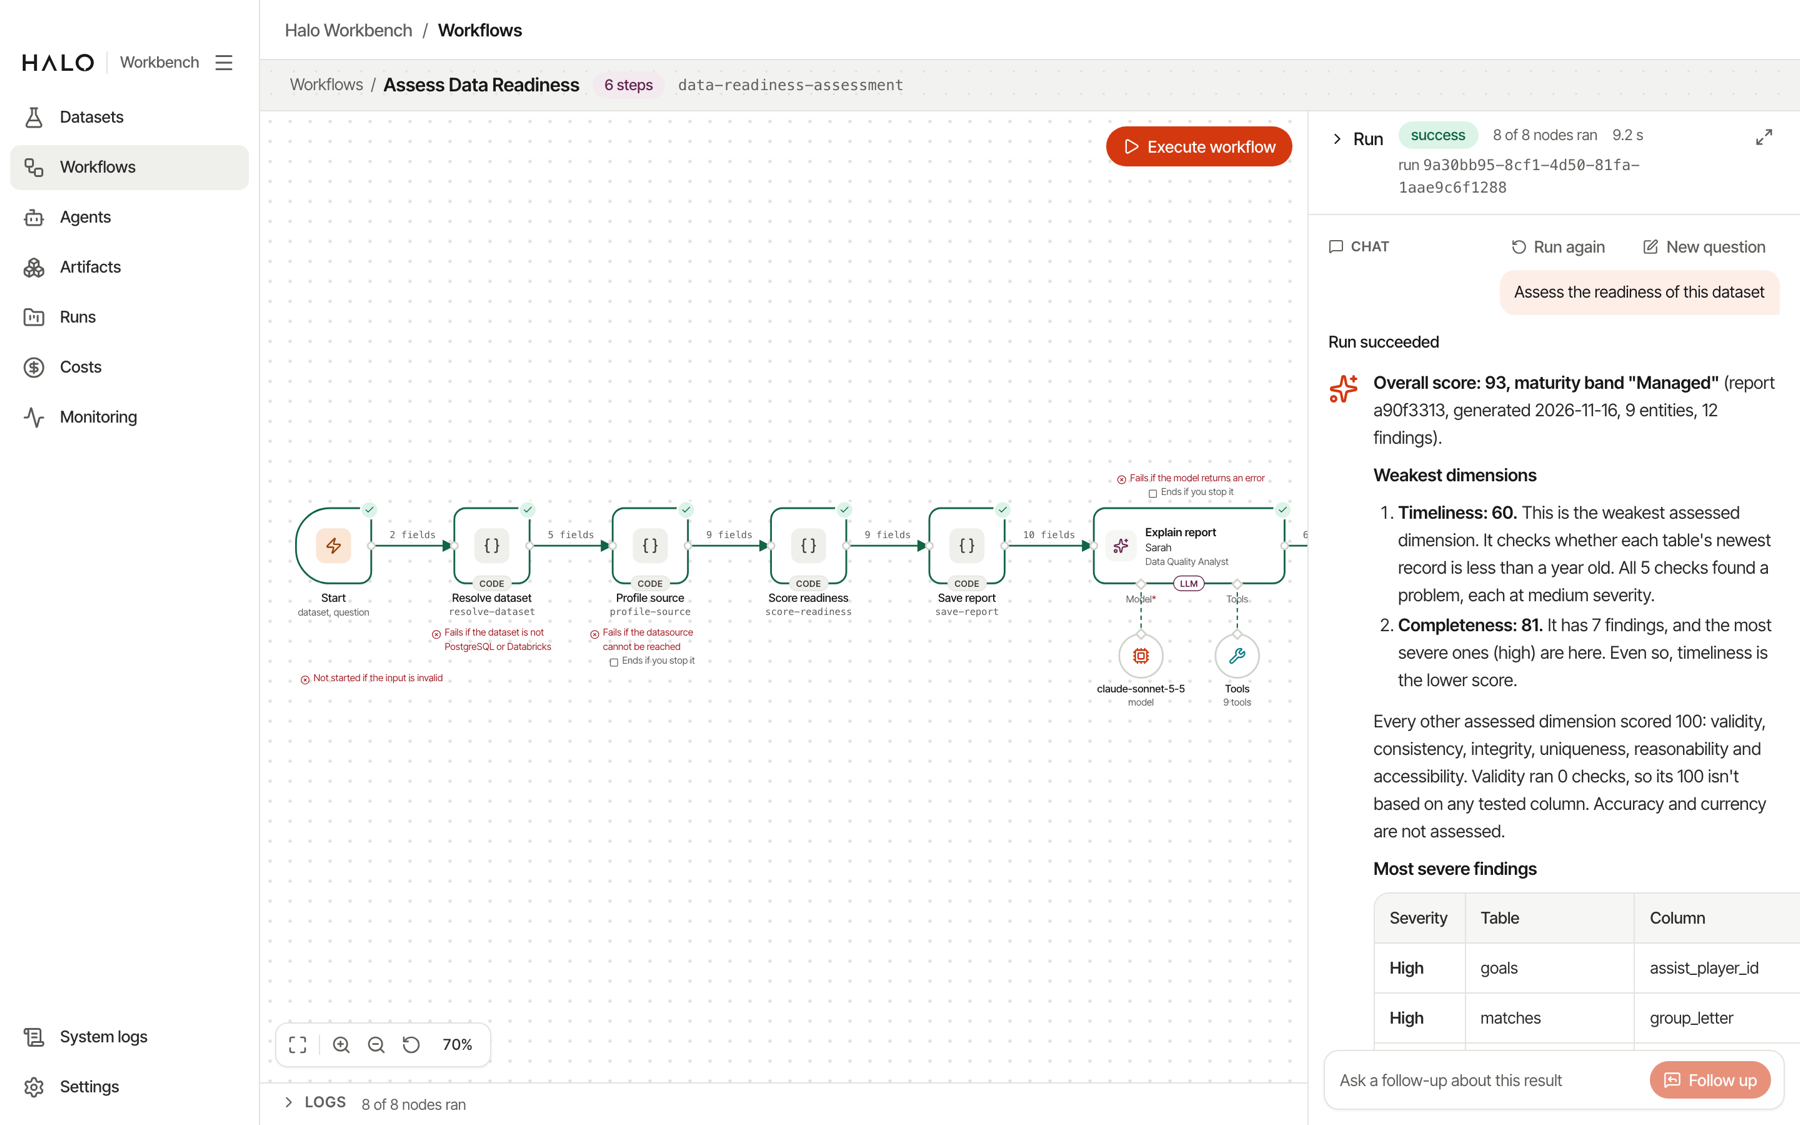 HALO Workbench
Datasets
Workflows
Agents
Artifacts
Runs
Costs
Monitoring
System logs
Settings
Halo Workbench / Workflows
Workflows / Assess Data Readiness 6 steps data-readiness-assessment
Execute workflow
Start
dataset, question
Not started if the input is invalid
2 fields
{}
CODE
Resolve dataset
resolve-dataset
Fails if the dataset is not
PostgreSQL or Databricks
5 fields
{}
CODE
Profile source
profile-source
Fails if the datasource
cannot be reached
Ends if you stop it
9 fields
{}
CODE
Score readiness
score-readiness
9 fields
{}
CODE
Save report
save-report
10 fields
Fails if the model returns an error
Ends if you stop it
Explain report
Sarah
Data Quality Analyst
LLM
Model*
Tools
claude-sonnet-5-5
model
Tools
9 tools
6
70%
LOGS 8 of 8 nodes ran
Run success 8 of 8 nodes ran 9.2 s
run 9a30bb95-8cf1-4d50-81fa-
1aae9c6f1288
CHAT Run again New question
Assess the readiness of this dataset
Run succeeded
Overall score: 93, maturity band "Managed" (report
a90f3313, generated 2026-11-16, 9 entities, 12
findings).
Weakest dimensions
1. Timeliness: 60. This is the weakest assessed
dimension. It checks whether each table's newest
record is less than a year old. All 5 checks found a
problem, each at medium severity.
2. Completeness: 81. It has 7 findings, and the most
severe ones (high) are here. Even so, timeliness is
the lower score.
Every other assessed dimension scored 100: validity,
consistency, integrity, uniqueness, reasonability and
accessibility. Validity ran 0 checks, so its 100 isn't
based on any tested column. Accuracy and currency
are not assessed.
Most severe findings
Severity Table Column
High goals assist_player_id
High matches group_letter
Ask a follow-up about this result
Follow up